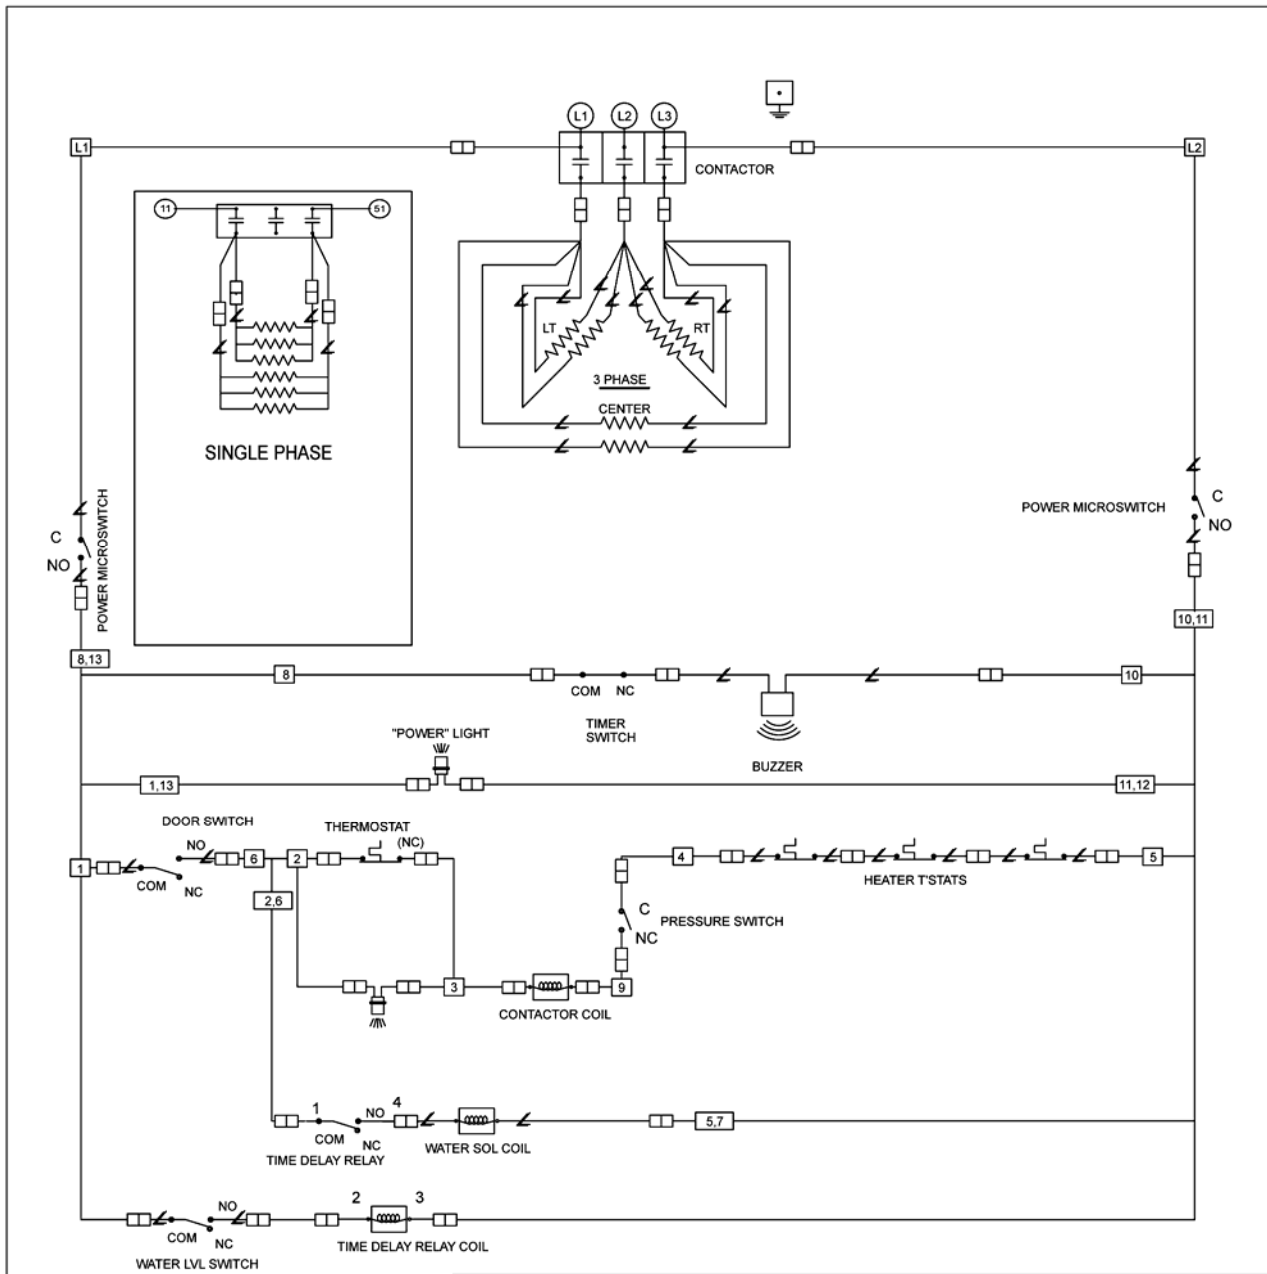 L1 L2 L3
L1
L2
CONTACTOR
11
51
LT
RT
3 PHASE
CENTER
SINGLE PHASE
POWER MICROSWITCH
C
NO
POWER MICROSWITCH
C
NO
10,11
8,13
8
COM NC
10
TIMER
SWITCH
"POWER" LIGHT
BUZZER
1,13
11,12
DOOR SWITCH
THERMOSTAT
(NC)
NO
1
6
2
COM
NC
4
5
HEATER T'STATS
2,6
C
PRESSURE SWITCH
NC
3
9
CONTACTOR COIL
1
NO
4
5,7
COM
NC
WATER SOL COIL
TIME DELAY RELAY
NO
2
3
COM
NC
TIME DELAY RELAY COIL
WATER LVL SWITCH